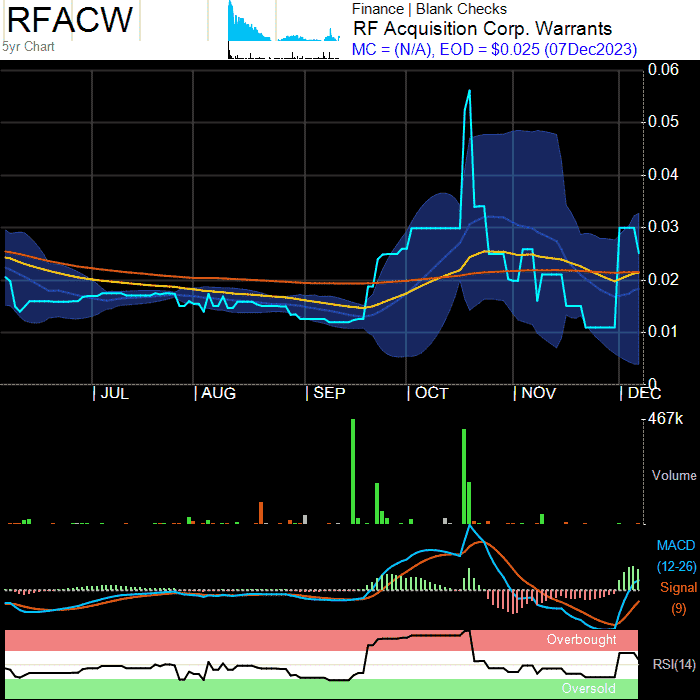 RFACW
5yr Chart
Finance | Blank Checks
RF Acquisition Corp. Warrants
MC = (N/A), EOD = $0.025 (07Dec2023)
0.06
0.05
0.04
0.03
0.02
0.01
0
JUL AUG SEP OCT NOV DEC
467k
Volume
MACD
(12-26)
Signal
(9)
Overbought
RSI(14)
Oversold